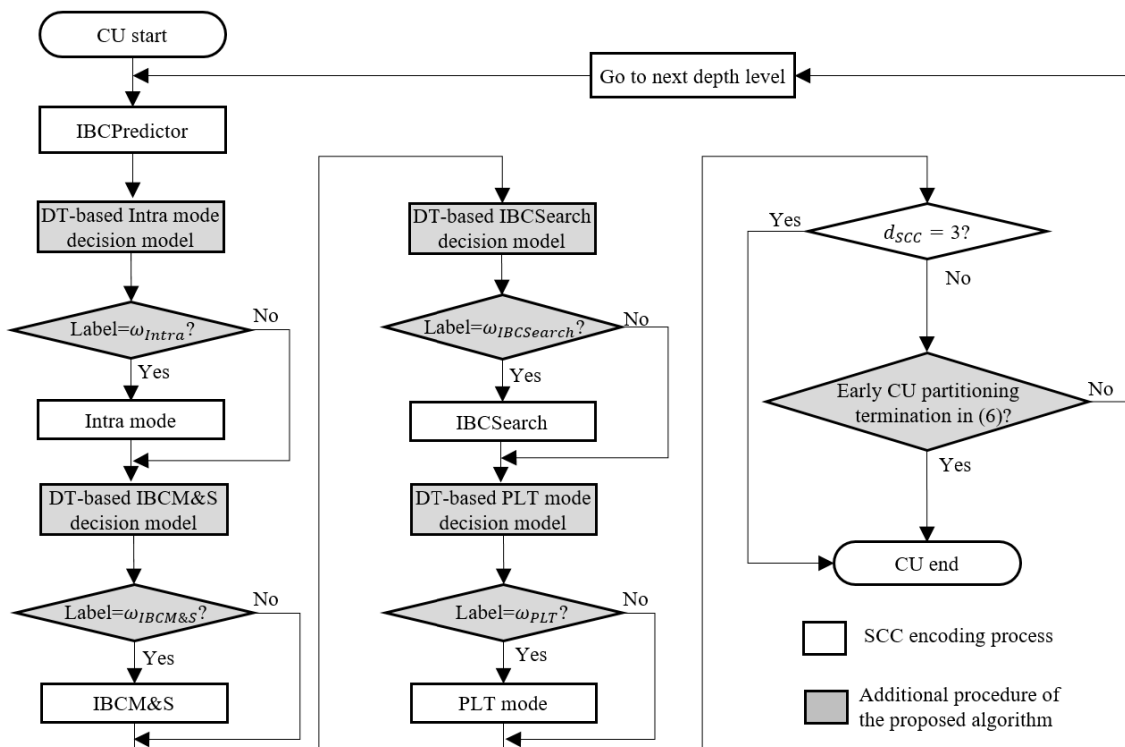 CU start
Go to next depth level
IBCPredictor
DT-based Intra mode
decision model
Label=ω_Intra?
No
Yes
Intra mode
DT-based IBCM&S
decision model
Label=ω_IBCM&S?
No
Yes
IBCM&S
DT-based IBCSearch
decision model
Label=ω_IBCSearch?
No
Yes
IBCSearch
DT-based PLT mode
decision model
Label=ω_PLT?
No
Yes
PLT mode
Yes
d_SCC = 3?
No
Early CU partitioning
termination in (6)?
No
Yes
CU end
SCC encoding process
Additional procedure of
the proposed algorithm